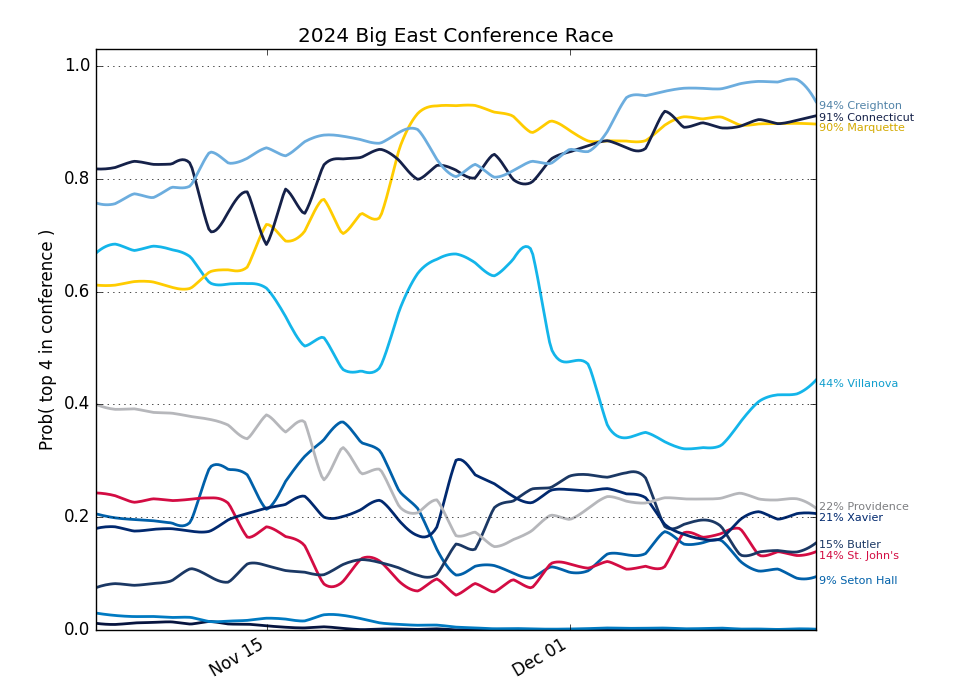 2024 Big East Conference Race
Prob( top 4 in conference )
1.0
0.8
0.6
0.4
0.2
0.0
Nov 15
Dec 01
94% Creighton
91% Connecticut
90% Marquette
44% Villanova
22% Providence
21% Xavier
15% Butler
14% St. John's
9% Seton Hall